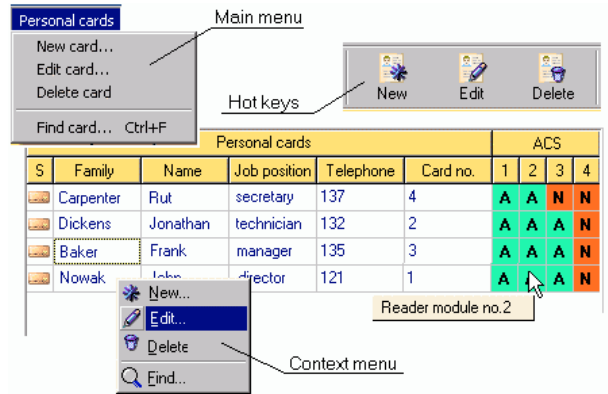 Personal cards
Main menu
New card...
Edit card...
Delete card
Find card... Ctrl+F
Hot keys
New Edit Delete
Personal cards ACS
S Family Name Job position Telephone Card no. 1 2 3 4
Carpenter Rut secretary 137 4 A A N N
Dickens Jonathan technician 132 2 A A A N
Baker Frank manager 135 3 A A A N
Nowak John director 121 1 A A A N
New...
Edit...
Delete
Find...
Reader module no.2
Context menu